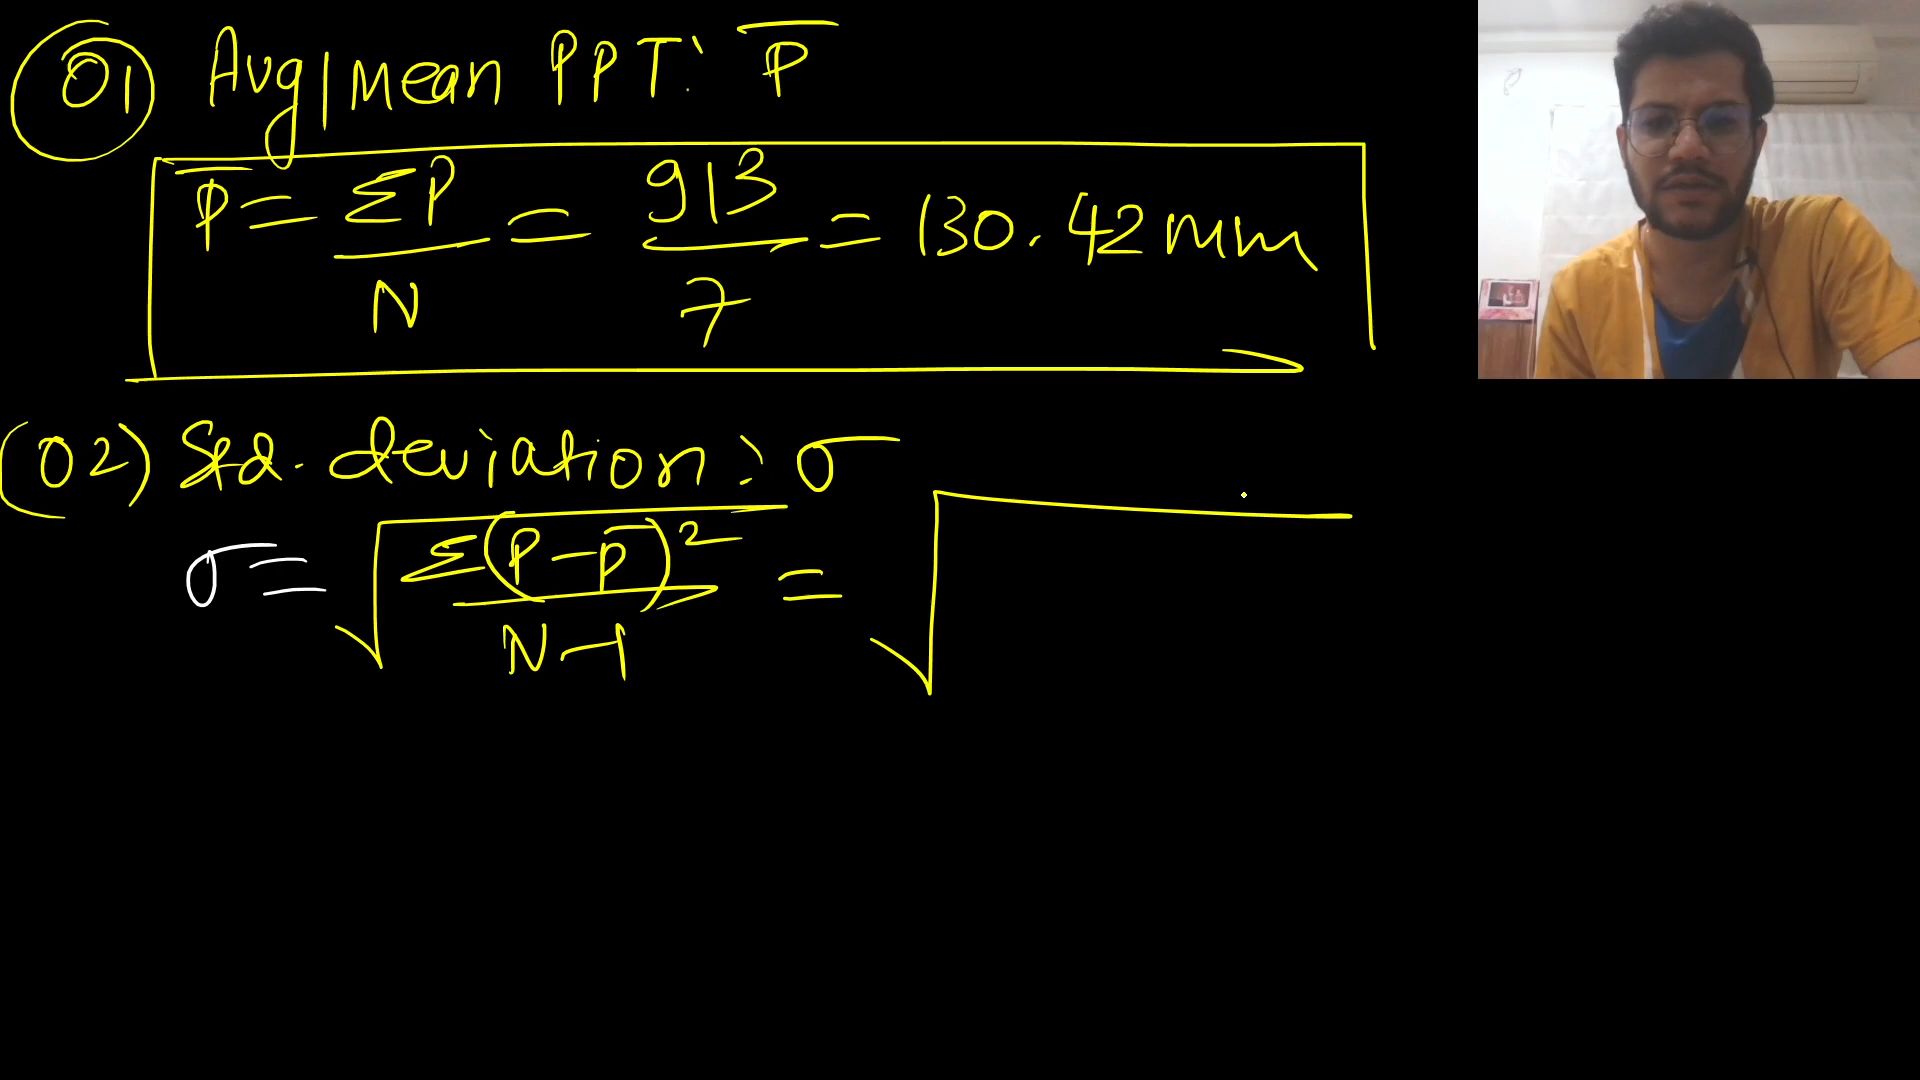 01 Avg/Mean PPT: P̅
P̅ = ΣP/N = 913/7 = 130.42 mm
(02) Std. deviation: σ
σ = √(Σ(P-P̅)²/N-1) = √